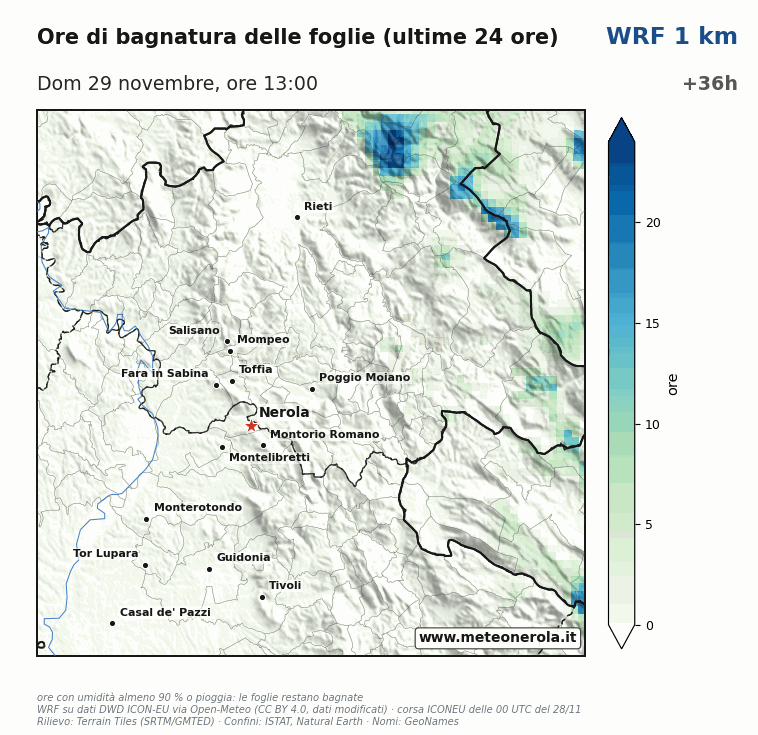 Ore di bagnatura delle foglie (ultime 24 ore)
WRF 1 km
Dom 29 novembre, ore 13:00
+36h
Rieti
Salisano
Mompeo
Fara in Sabina
Toffia
Poggio Moiano
Nerola
Montorio Romano
Montelibretti
Monterotondo
Tor Lupara
Guidonia
Tivoli
Casal de' Pazzi
www.meteonerola.it
20
15
10
5
0
ore
ore con umidità almeno 90 % o pioggia: le foglie restano bagnate
WRF su dati DWD ICON-EU via Open-Meteo (CC BY 4.0, dati modificati) · corsa ICONEU delle 00 UTC del 28/11
Rilievo: Terrain Tiles (SRTM/GMTED) · Confini: ISTAT, Natural Earth · Nomi: GeoNames